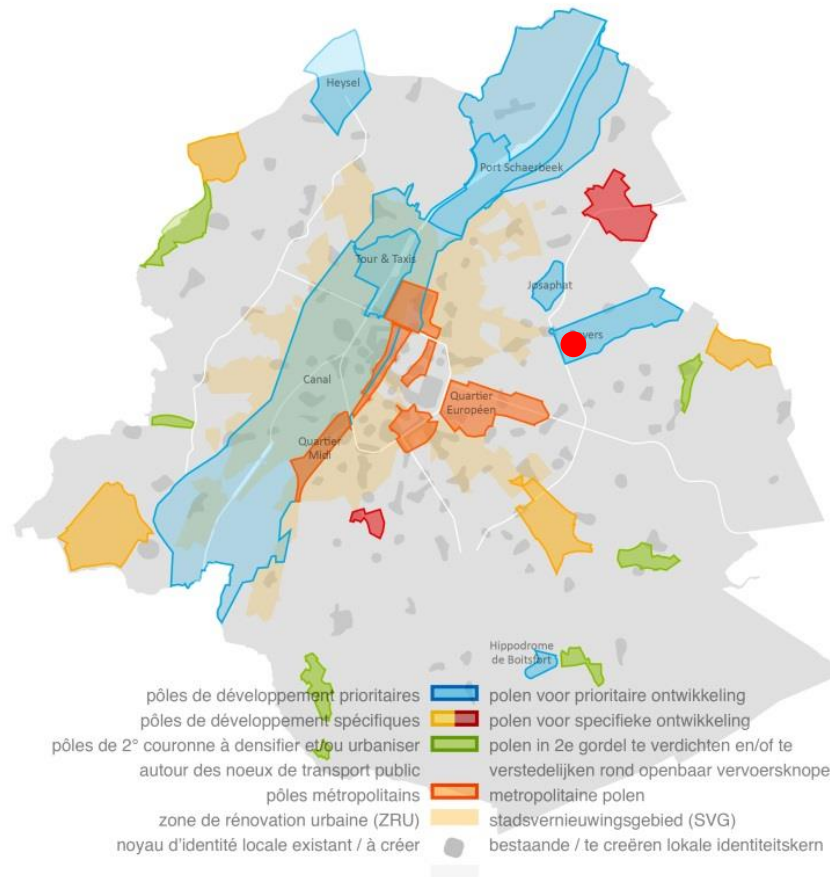 Heysel
Port Schaerbeek
Tour & Taxis
Josaphat
Canal
Quartier
Européen
Quartier
Midi
Hippodrome
de Boitsfort
pôles de développement prioritaires polen voor prioritaire ontwikkeling
pôles de développement spécifiques polen voor specifieke ontwikkeling
pôles de 2° couronne à densifier et/ou urbaniser polen in 2e gordel te verdichten en/of te
autour des noeux de transport public verstedelijken rond openbaar vervoersknope
pôles métropolitains metropolitaine polen
zone de rénovation urbaine (ZRU) stadsvernieuwingsgebied (SVG)
noyau d'identité locale existant / à créer bestaande / te creëren lokale identiteitskern